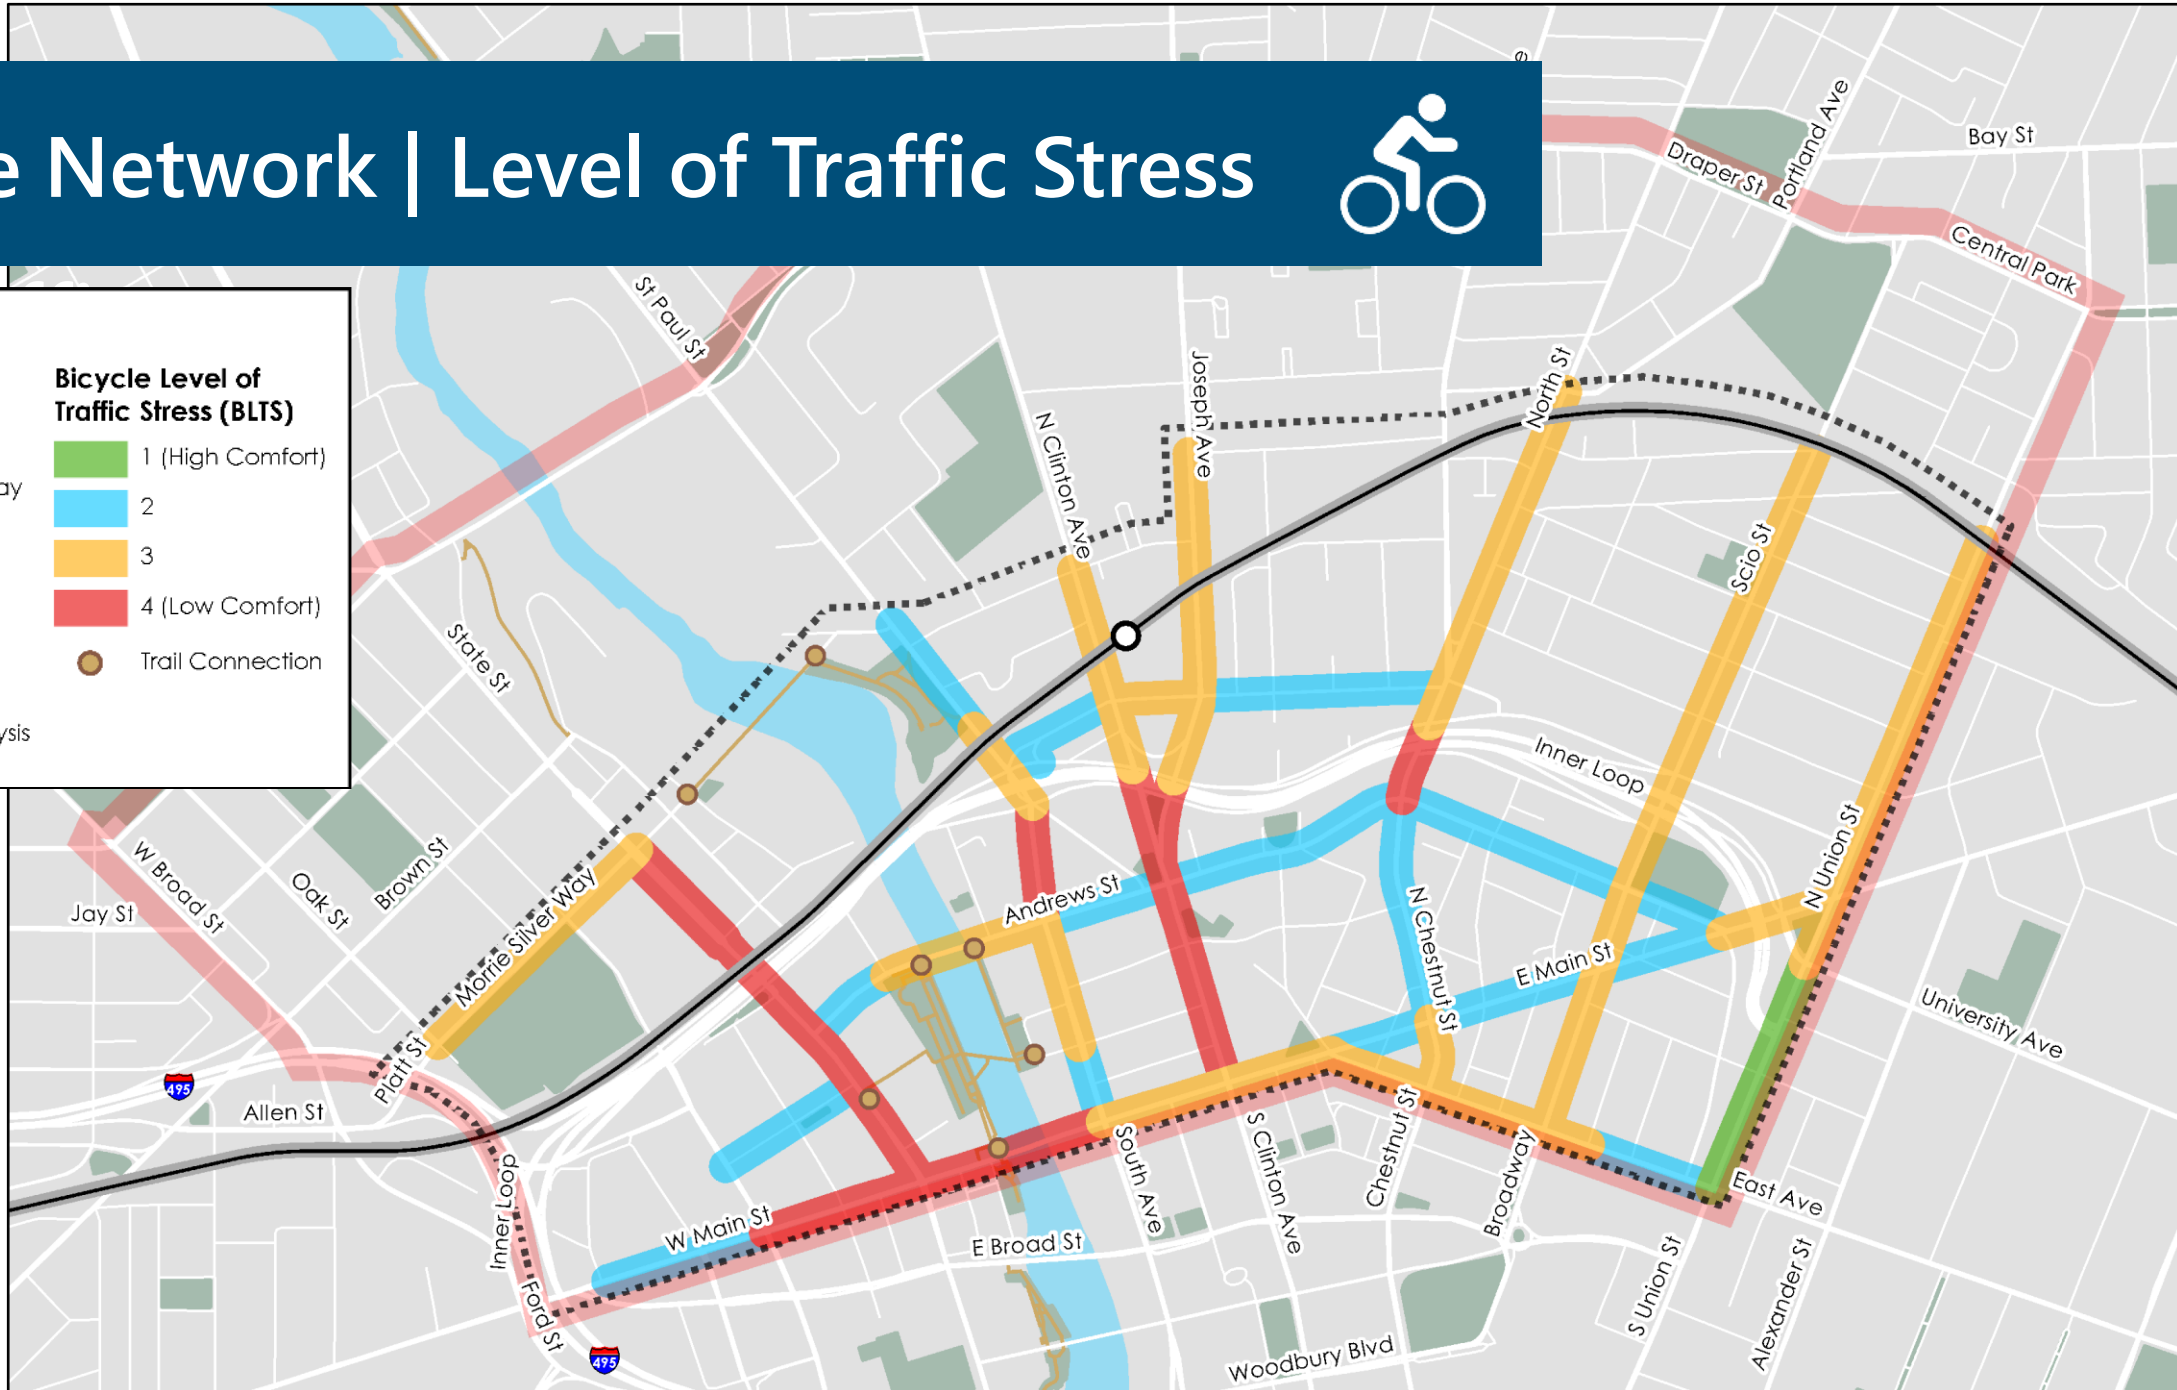 e Network | Level of Traffic Stress
Bicycle Level of
Traffic Stress (BLTS)
1 (High Comfort)
2
3
4 (Low Comfort)
Trail Connection
ay
ysis
e
Portland Ave
Bay St
Draper St
Central Park
St Paul St
Joseph Ave
North St
N Clinton Ave
Scio St
State St
Inner Loop
N Union St
W Broad St
Oak St
Brown St
Jay St
Morrie Silver Way
Andrews St
N Chestnut St
E Main St
University Ave
Platt St
495
Allen St
Inner Loop
W Main St
E Broad St
South Ave
S Clinton Ave
Chestnut St
Broadway
East Ave
Ford St
495
S Union St
Alexander St
Woodbury Blvd